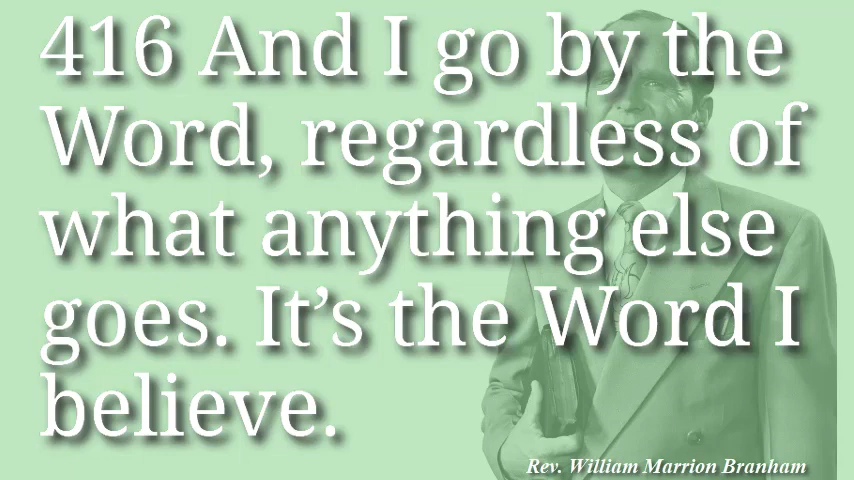 416 And I go by the
Word, regardless of
what anything else
goes. It’s the Word I
believe.
Rev. William Marrion Branham